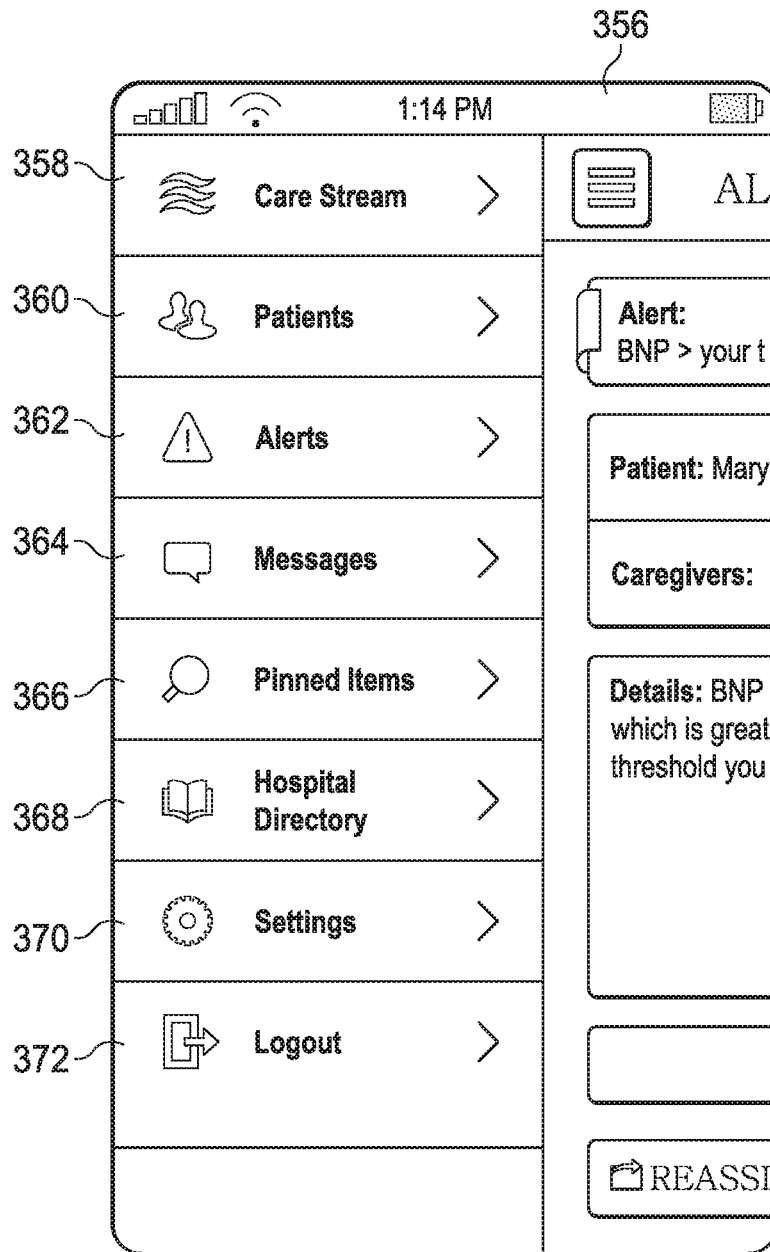 356
1:14 PM
358
Care Stream
AL
360
Patients
Alert:
BNP > your t
362
Alerts
Patient: Mary
364
Messages
Caregivers:
366
Pinned Items
Details: BNP
which is great
threshold you
368
Hospital
Directory
370
Settings
372
Logout
REASSI